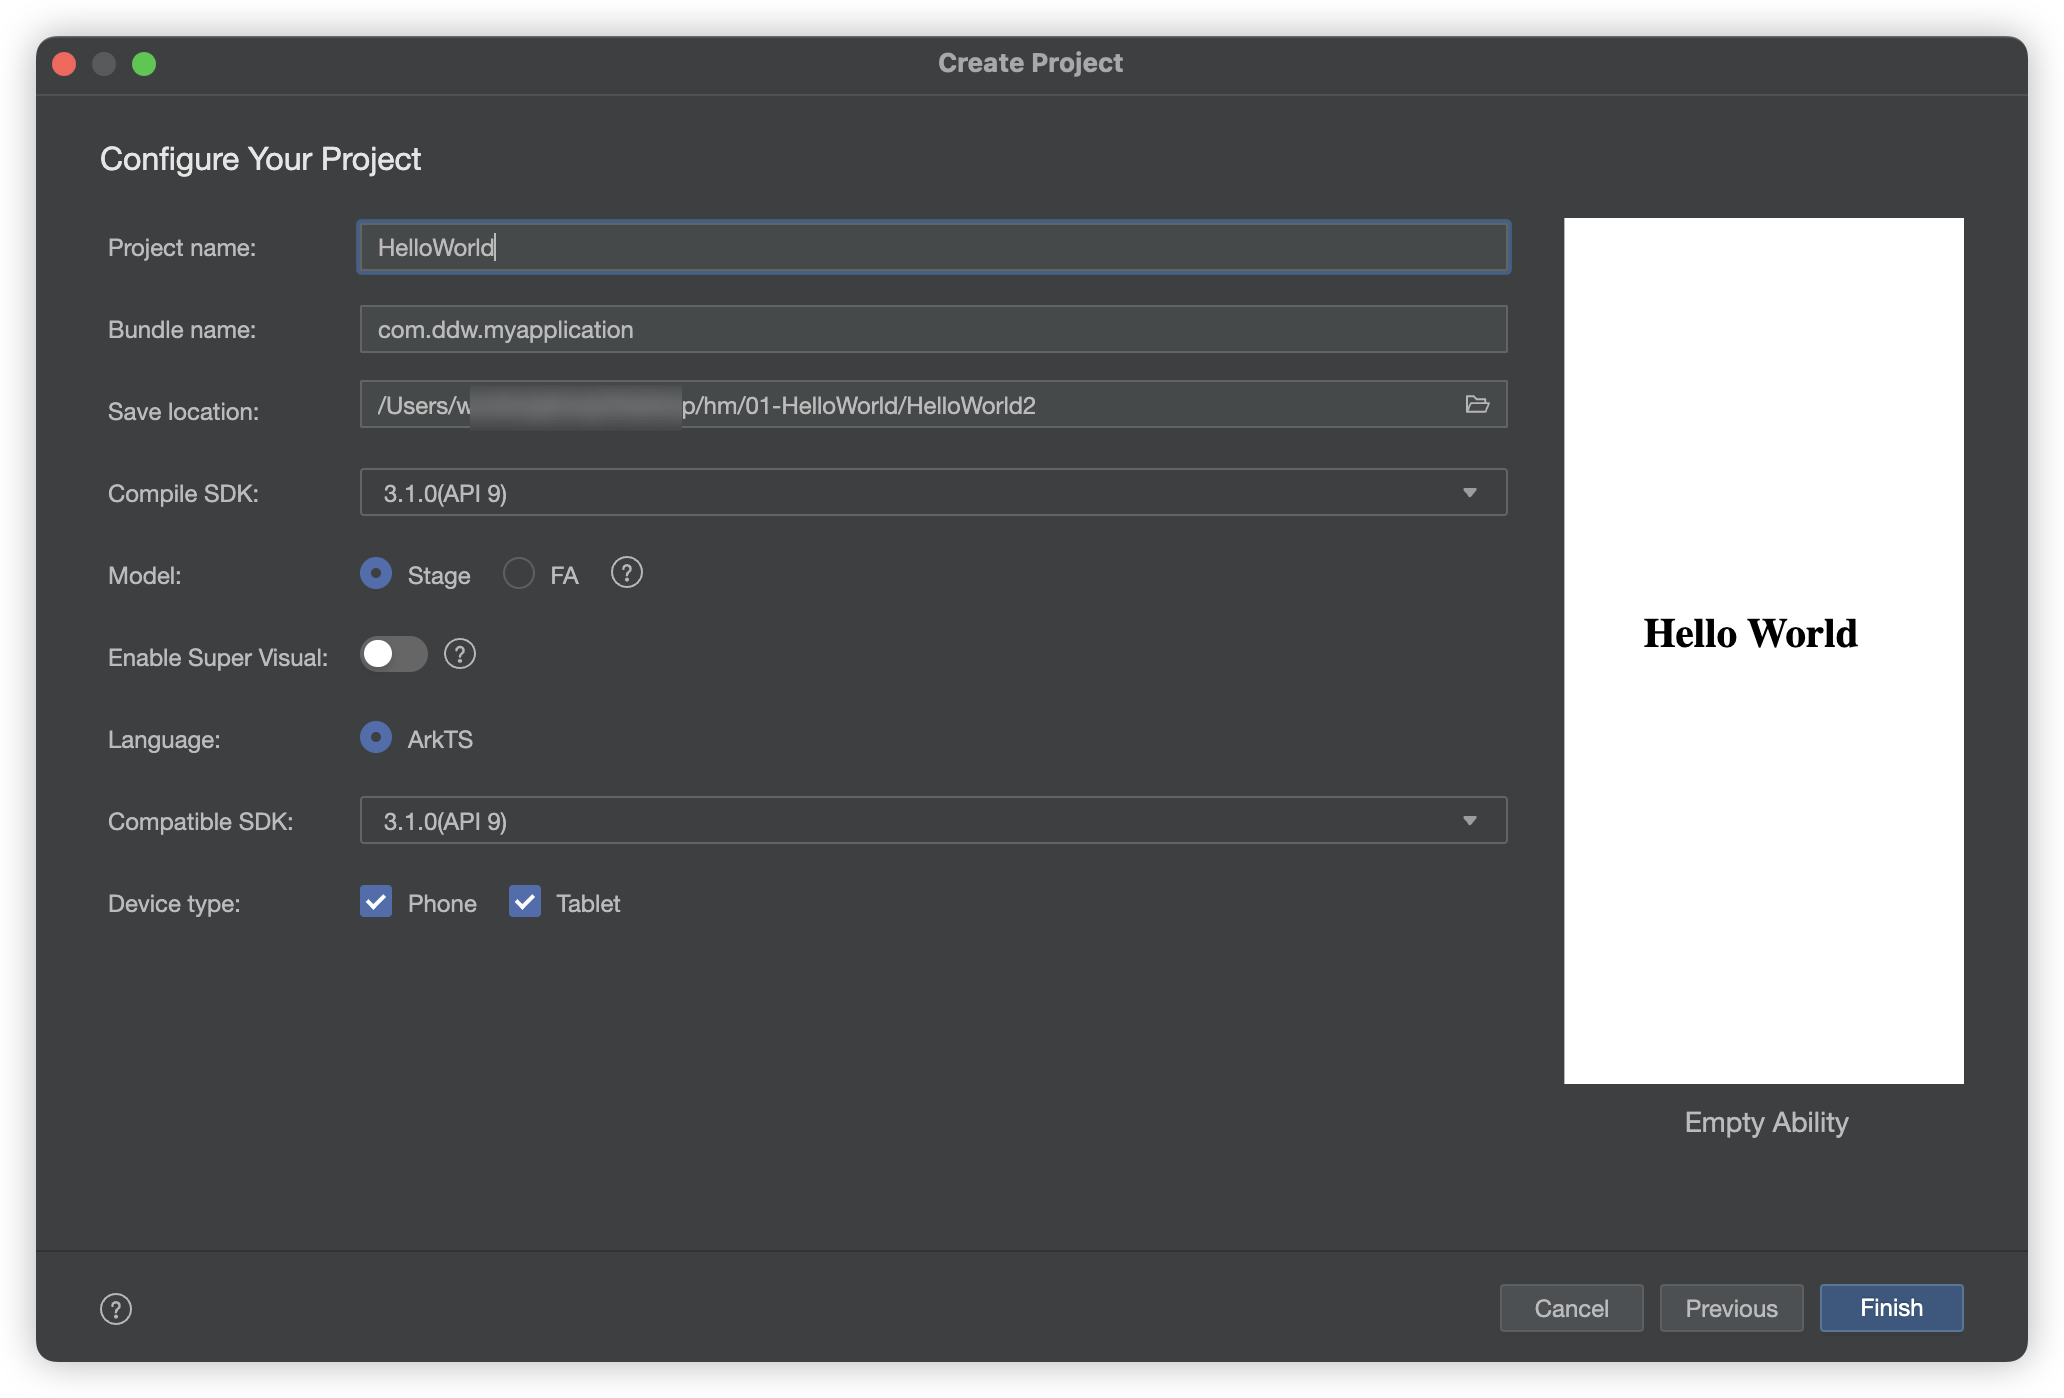 Create Project
Configure Your Project
Project name: HelloWorld
Bundle name: com.ddw.myapplication
Save location: /Users/w p/hm/01-HelloWorld/HelloWorld2
Compile SDK: 3.1.0(API 9)
Model: Stage FA ?
Enable Super Visual: ?
Language: ArkTS
Compatible SDK: 3.1.0(API 9)
Device type: Phone Tablet
Hello World
Empty Ability
? Cancel Previous Finish